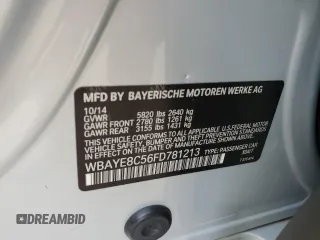 MFD BY BAYERISCHE MOTOREN WERKE AG
10/14
GVWR 5820 lbs 2640 kg
GAWR FRONT 2780 lbs 1261 kg
GAWR REAR 3155 lbs 1431 kg
THIS VEHICLE CONFORMS TO ALL APPLICABLE U.S. FEDERAL MOTOR
VEHICLE SAFETY, BUMPER, AND THEFT PREVENTION STANDARDS IN
EFFECT ON THE DATE OF MANUFACTURE SHOWN ABOVE
WBAYE8C56FD781213 TYPE: PASSENGER CAR
DREAMBID
DREAMBID.COM